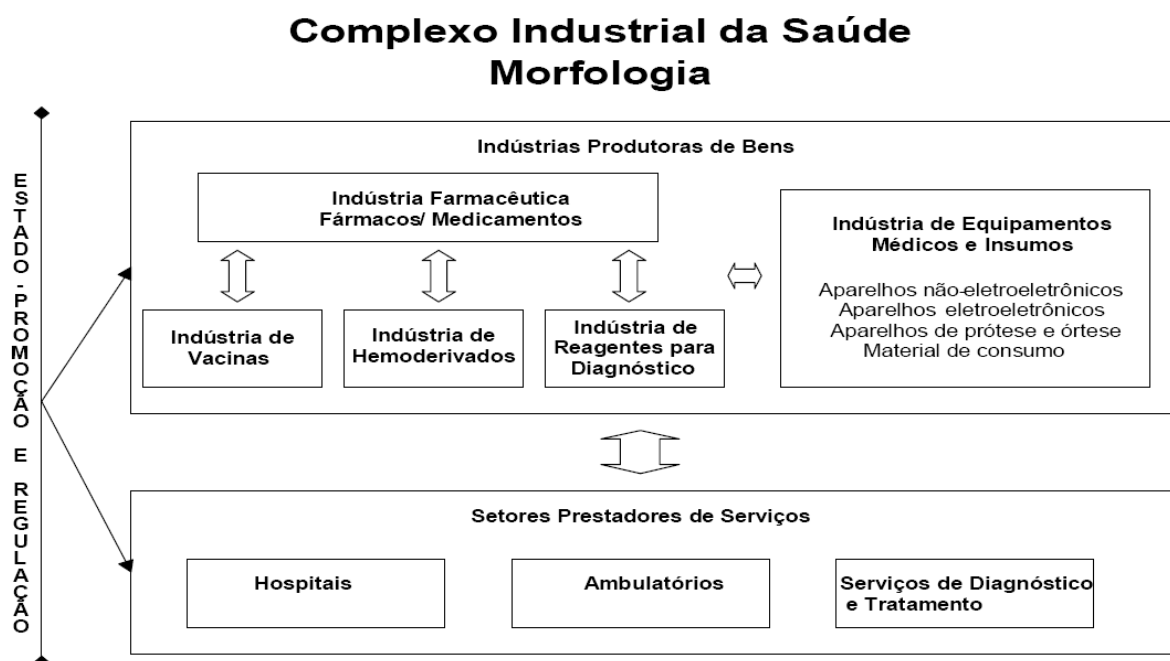 Complexo Industrial da Saúde
Morfologia
ESTADO-PROMOÇÃO E REGULAÇÃO
Indústrias Produtoras de Bens
Indústria Farmacêutica
Fármacos/ Medicamentos
Indústria de Equipamentos
Médicos e Insumos
Aparelhos não-eletroeletrônicos
Aparelhos eletroeletrônicos
Aparelhos de prótese e órtese
Material de consumo
Indústria de
Vacinas
Indústria de
Hemoderivados
Indústria de
Reagentes para
Diagnóstico
Setores Prestadores de Serviços
Hospitais
Ambulatórios
Serviços de Diagnóstico
e Tratamento